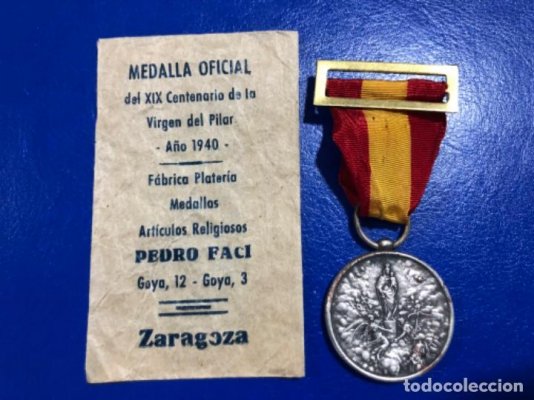 MEDALLA OFICIAL
del XIX Centenario de la
Virgen del Pilar
- Año 1940 -
Fábrica Platería
Medallas
Artículos Religiosos
PEDRO FACI
Goya, 12 - Goya, 3
Zaragoza
todocoleccion.net